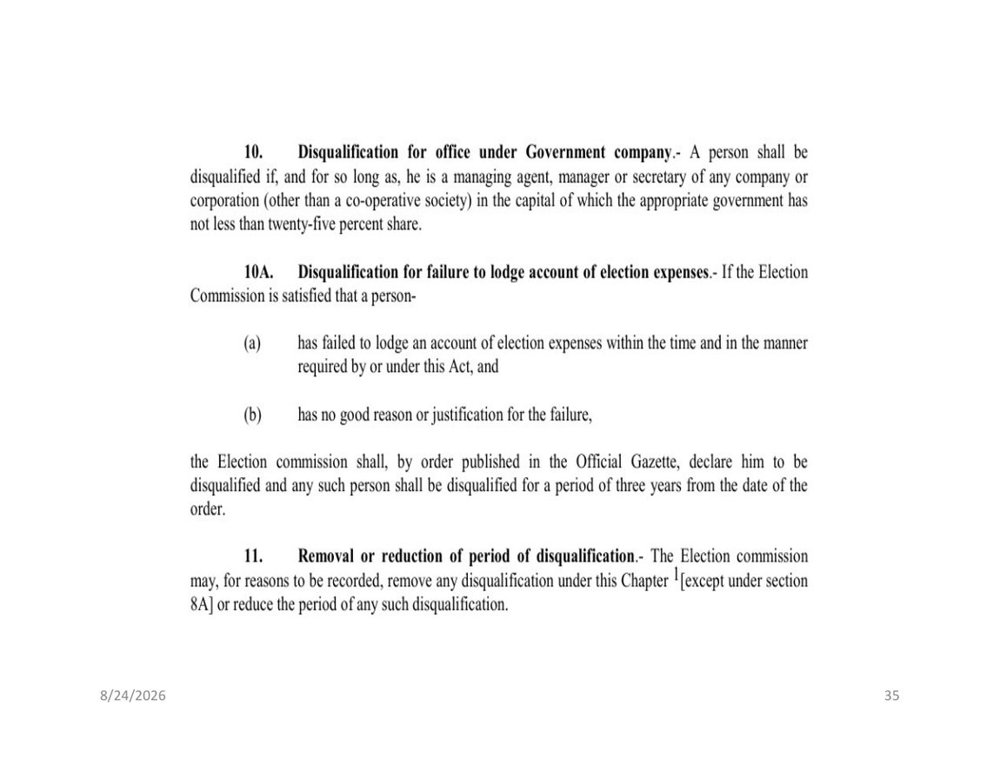 10. Disqualification for office under Government company.- A person shall be
disqualified if, and for so long as, he is a managing agent, manager or secretary of any company or
corporation (other than a co-operative society) in the capital of which the appropriate government has
not less than twenty-five percent share.
10A. Disqualification for failure to lodge account of election expenses.- If the Election
Commission is satisfied that a person-
(a) has failed to lodge an account of election expenses within the time and in the manner
required by or under this Act, and
(b) has no good reason or justification for the failure,
the Election commission shall, by order published in the Official Gazette, declare him to be
disqualified and any such person shall be disqualified for a period of three years from the date of the
order.
11. Removal or reduction of period of disqualification.- The Election commission
may, for reasons to be recorded, remove any disqualification under this Chapter 1[except under section
8A] or reduce the period of any such disqualification.
8/24/2026 35